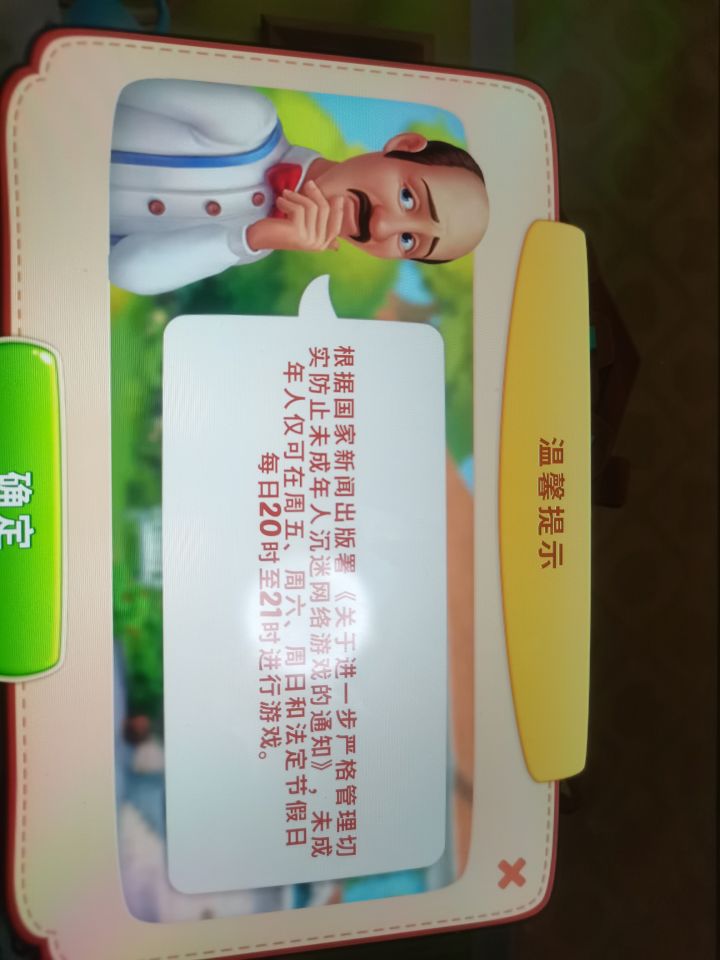 温馨提示
根据国家新闻出版署《关于进一步严格管理切
实防止未成年人沉迷网络游戏的通知》，未成
年人仅可在周五、周六、周日和法定节假日
每日20时至21时进行游戏。
确定